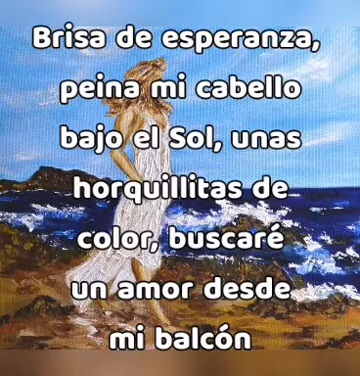 Brisa de esperanza,
peina mi cabello
bajo el Sol, unas
horquillitas de
color, buscaré
un amor desde
mi balcón